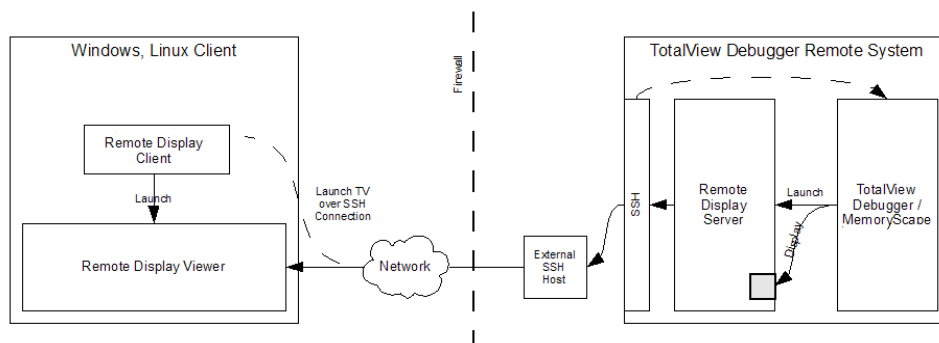 Windows, Linux Client
Remote Display
Client
Launch
Remote Display Viewer
Launch TV
over SSH
Connection
Network
Firewall
External
SSH
Host
TotalView Debugger Remote System
SSH
Remote
Display
Server
Launch
Display
TotalView
Debugger /
MemoryScape